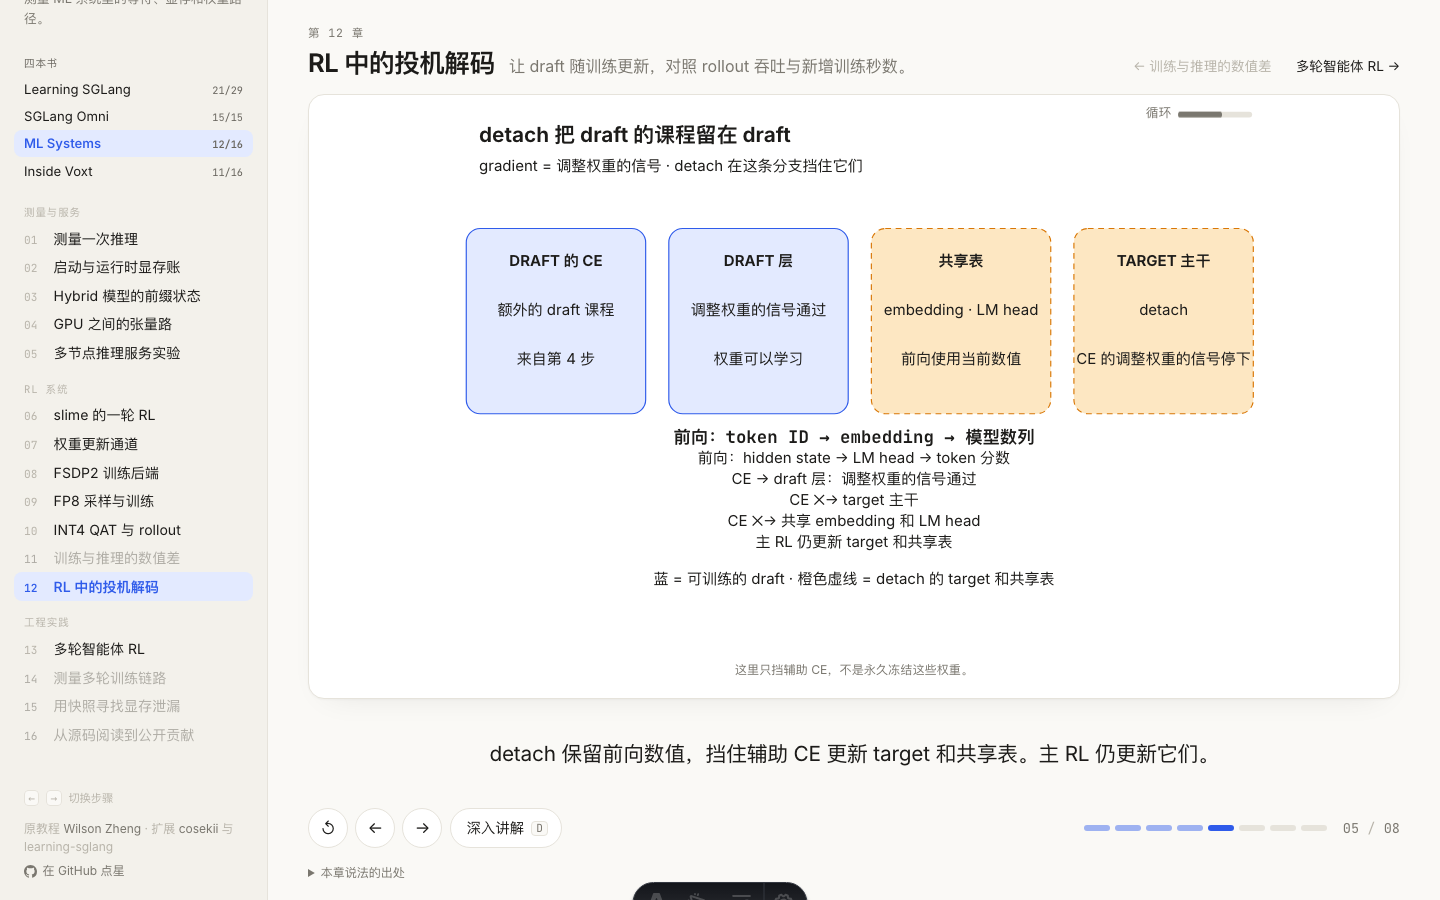 径。
四本书
Learning SGLang 21/29
SGLang Omni 15/15
ML Systems 12/16
Inside Voxt 11/16
测量与服务
01 测量一次推理
02 启动与运行时显存账
03 Hybrid 模型的前缀状态
04 GPU 之间的张量路
05 多节点推理服务实验
RL 系统
06 slime 的一轮 RL
07 权重更新通道
08 FSDP2 训练后端
09 FP8 采样与训练
10 INT4 QAT 与 rollout
11 训练与推理的数值差
12 RL 中的投机解码
工程实践
13 多轮智能体 RL
14 测量多轮训练链路
15 用快照寻找显存泄漏
16 从源码阅读到公开贡献
← → 切换步骤
原教程 Wilson Zheng · 扩展 cosekii 与
learning-sglang
在 GitHub 点星
第 12 章
RL 中的投机解码 让 draft 随训练更新，对照 rollout 吞吐与新增训练秒数。
← 训练与推理的数值差 多轮智能体 RL →
循环
detach 把 draft 的课程留在 draft
gradient = 调整权重的信号 · detach 在这条分支挡住它们
DRAFT 的 CE
额外的 draft 课程
来自第 4 步
DRAFT 层
调整权重的信号通过
权重可以学习
共享表
embedding · LM head
前向使用当前数值
TARGET 主干
detach
CE 的调整权重的信号停下
前向：token ID → embedding → 模型数列
前向：hidden state → LM head → token 分数
CE → draft 层：调整权重的信号通过
CE ╳→ target 主干
CE ╳→ 共享 embedding 和 LM head
主 RL 仍更新 target 和共享表
蓝 = 可训练的 draft · 橙色虚线 = detach 的 target 和共享表
这里只挡辅助 CE，不是永久冻结这些权重。
detach 保留前向数值，挡住辅助 CE 更新 target 和共享表。主 RL 仍更新它们。
深入讲解 D
05 / 08
▶ 本章说法的出处